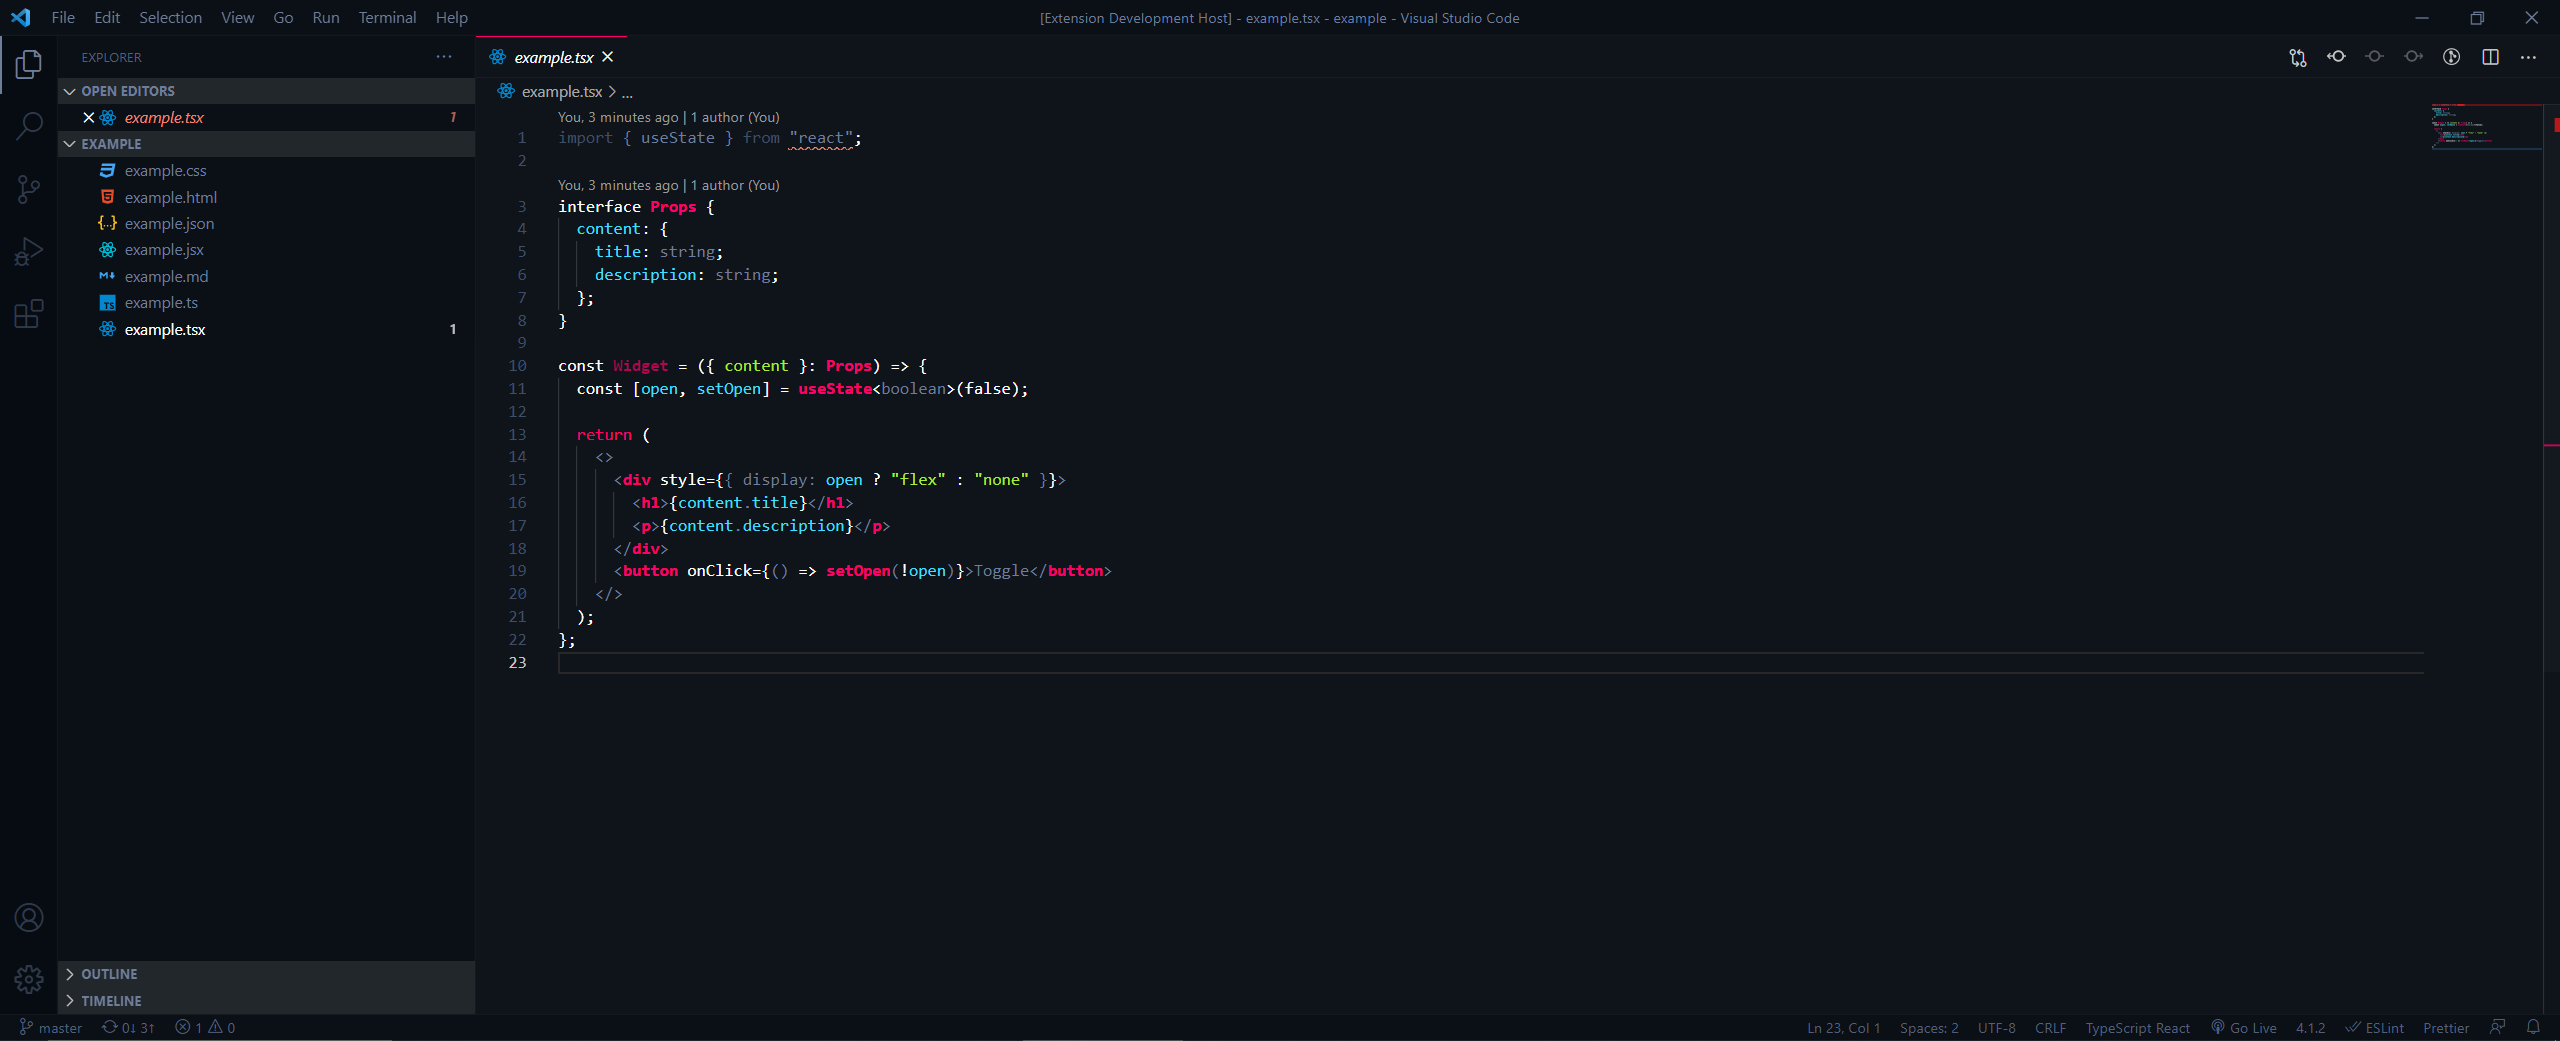 File Edit Selection View Go Run Terminal Help
[Extension Development Host] - example.tsx - example - Visual Studio Code
EXPLORER
OPEN EDITORS
example.tsx 1
EXAMPLE
example.css
example.html
example.json
example.jsx
example.md
example.ts
example.tsx 1
OUTLINE
TIMELINE
example.tsx
example.tsx > ...
You, 3 minutes ago | 1 author (You)
1 import { useState } from "react";
2
You, 3 minutes ago | 1 author (You)
3 interface Props {
4 content: {
5 title: string;
6 description: string;
7 };
8 }
9
10 const Widget = ({ content }: Props) => {
11 const [open, setOpen] = useState<boolean>(false);
12
13 return (
14 <>
15 <div style={{ display: open ? "flex" : "none" }}>
16 <h1>{content.title}</h1>
17 <p>{content.description}</p>
18 </div>
19 <button onClick={() => setOpen(!open)}>Toggle</button>
20 </>
21 );
22 };
23
master 0↓ 3↑ 1 0
Ln 23, Col 1 Spaces: 2 UTF-8 CRLF TypeScript React Go Live 4.1.2 ESLint Prettier